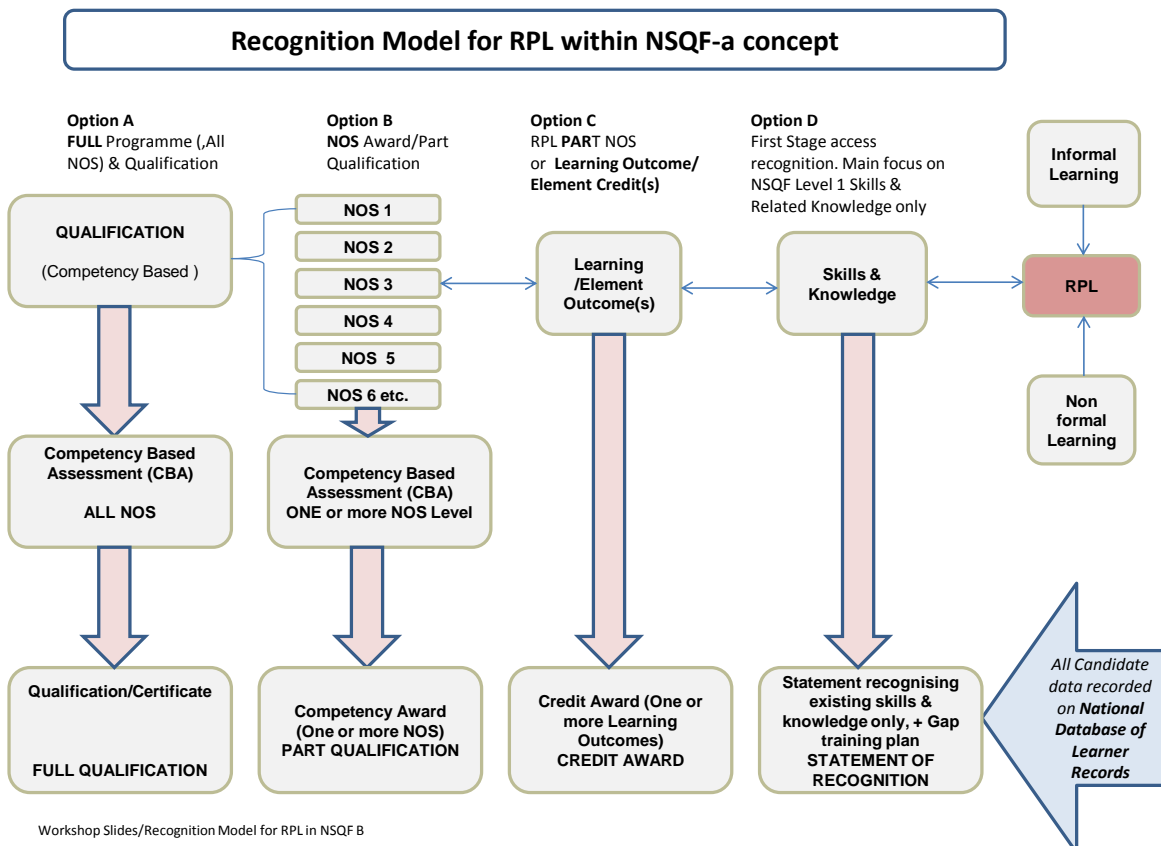 Recognition Model for RPL within NSQF-a concept
Option A
FULL Programme (,All
NOS) & Qualification
Option B
NOS Award/Part
Qualification
Option C
RPL PART NOS
or Learning Outcome/
Element Credit(s)
Option D
First Stage access
recognition. Main focus on
NSQF Level 1 Skills &
Related Knowledge only
QUALIFICATION
(Competency Based )
NOS 1
NOS 2
NOS 3
NOS 4
NOS 5
NOS 6 etc.
Learning
/Element
Outcome(s)
Skills &
Knowledge
Informal
Learning
RPL
Non
formal
Learning
Competency Based
Assessment (CBA)
ALL NOS
Competency Based
Assessment (CBA)
ONE or more NOS Level
Qualification/Certificate
FULL QUALIFICATION
Competency Award
(One or more NOS)
PART QUALIFICATION
Credit Award (One or
more Learning
Outcomes)
CREDIT AWARD
Statement recognising
existing skills &
knowledge only, + Gap
training plan
STATEMENT OF
RECOGNITION
All Candidate
data recorded
on National
Database of
Learner
Records
Workshop Slides/Recognition Model for RPL in NSQF B